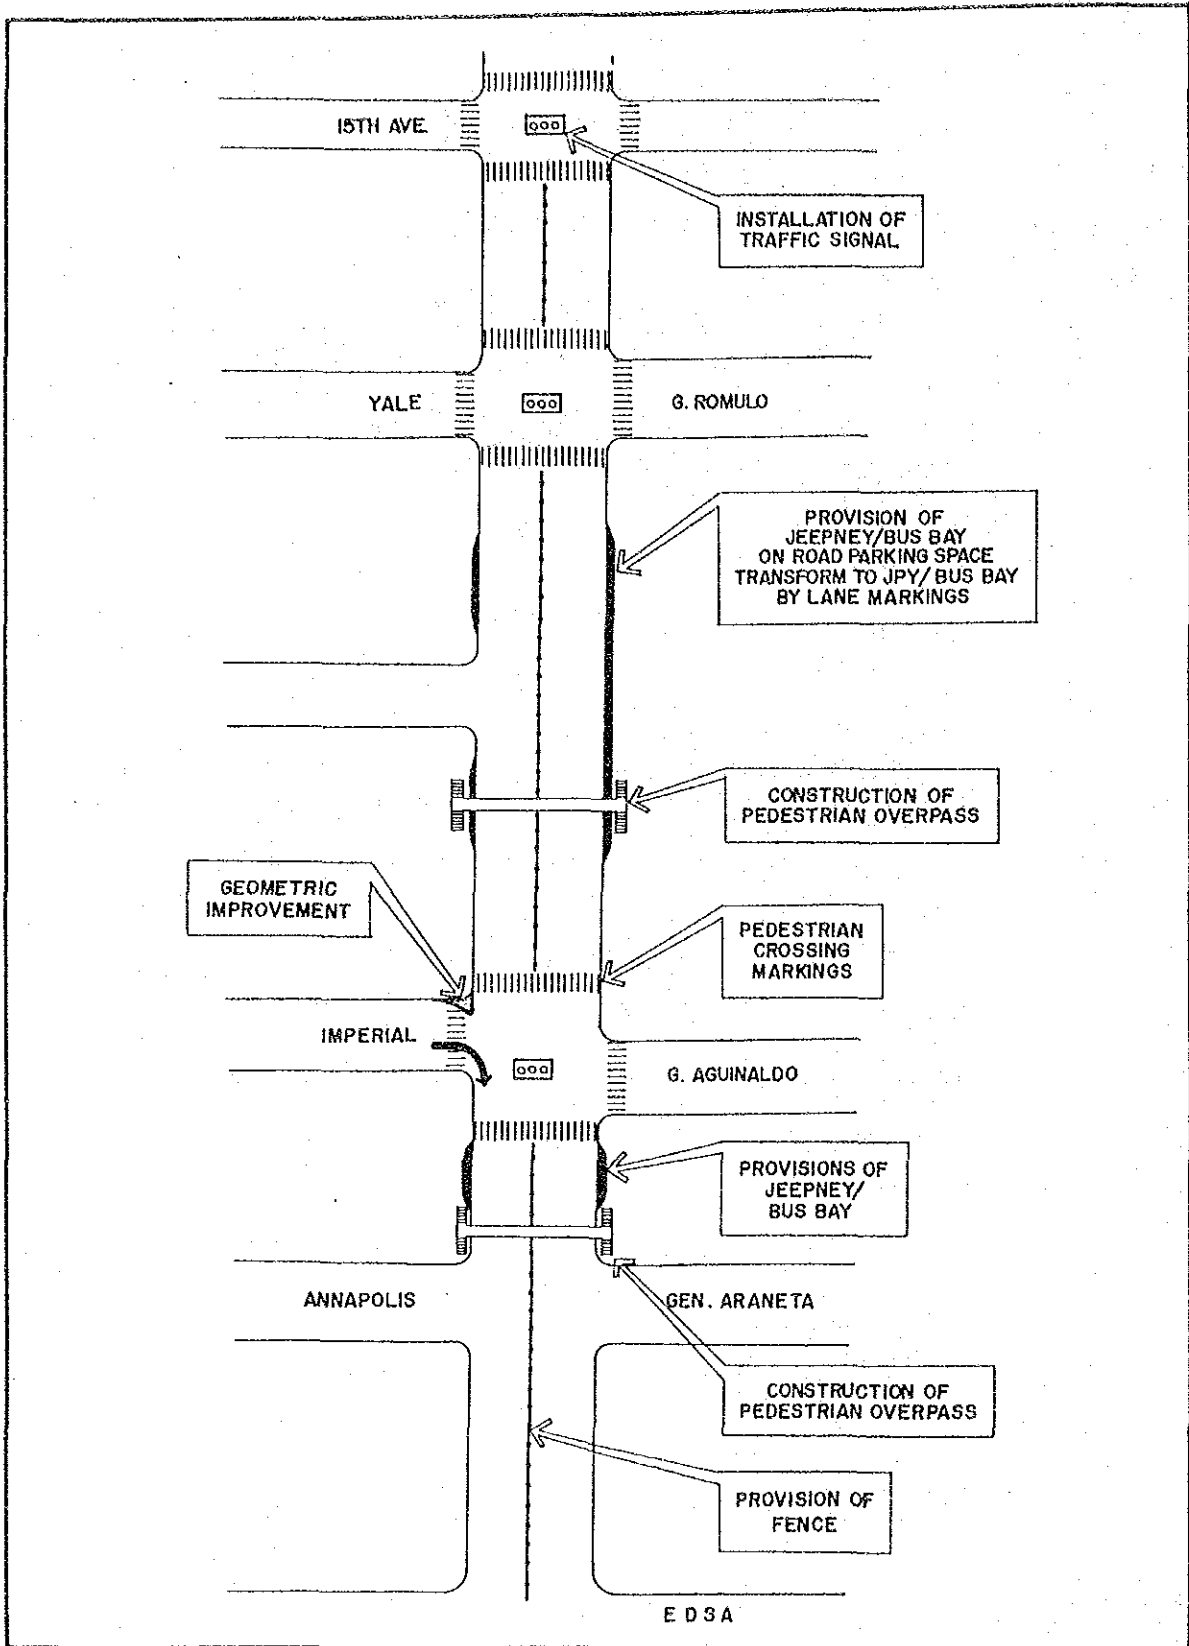 15TH AVE.
INSTALLATION OF
TRAFFIC SIGNAL
YALE
G. ROMULO
PROVISION OF
JEEPNEY/BUS BAY
ON ROAD PARKING SPACE
TRANSFORM TO JPY/BUS BAY
BY LANE MARKINGS
CONSTRUCTION OF
PEDESTRIAN OVERPASS
GEOMETRIC
IMPROVEMENT
PEDESTRIAN
CROSSING
MARKINGS
IMPERIAL
G. AGUINALDO
PROVISIONS OF
JEEPNEY/
BUS BAY
ANNAPOLIS
GEN. ARANETA
CONSTRUCTION OF
PEDESTRIAN OVERPASS
PROVISION OF
FENCE
EDSA